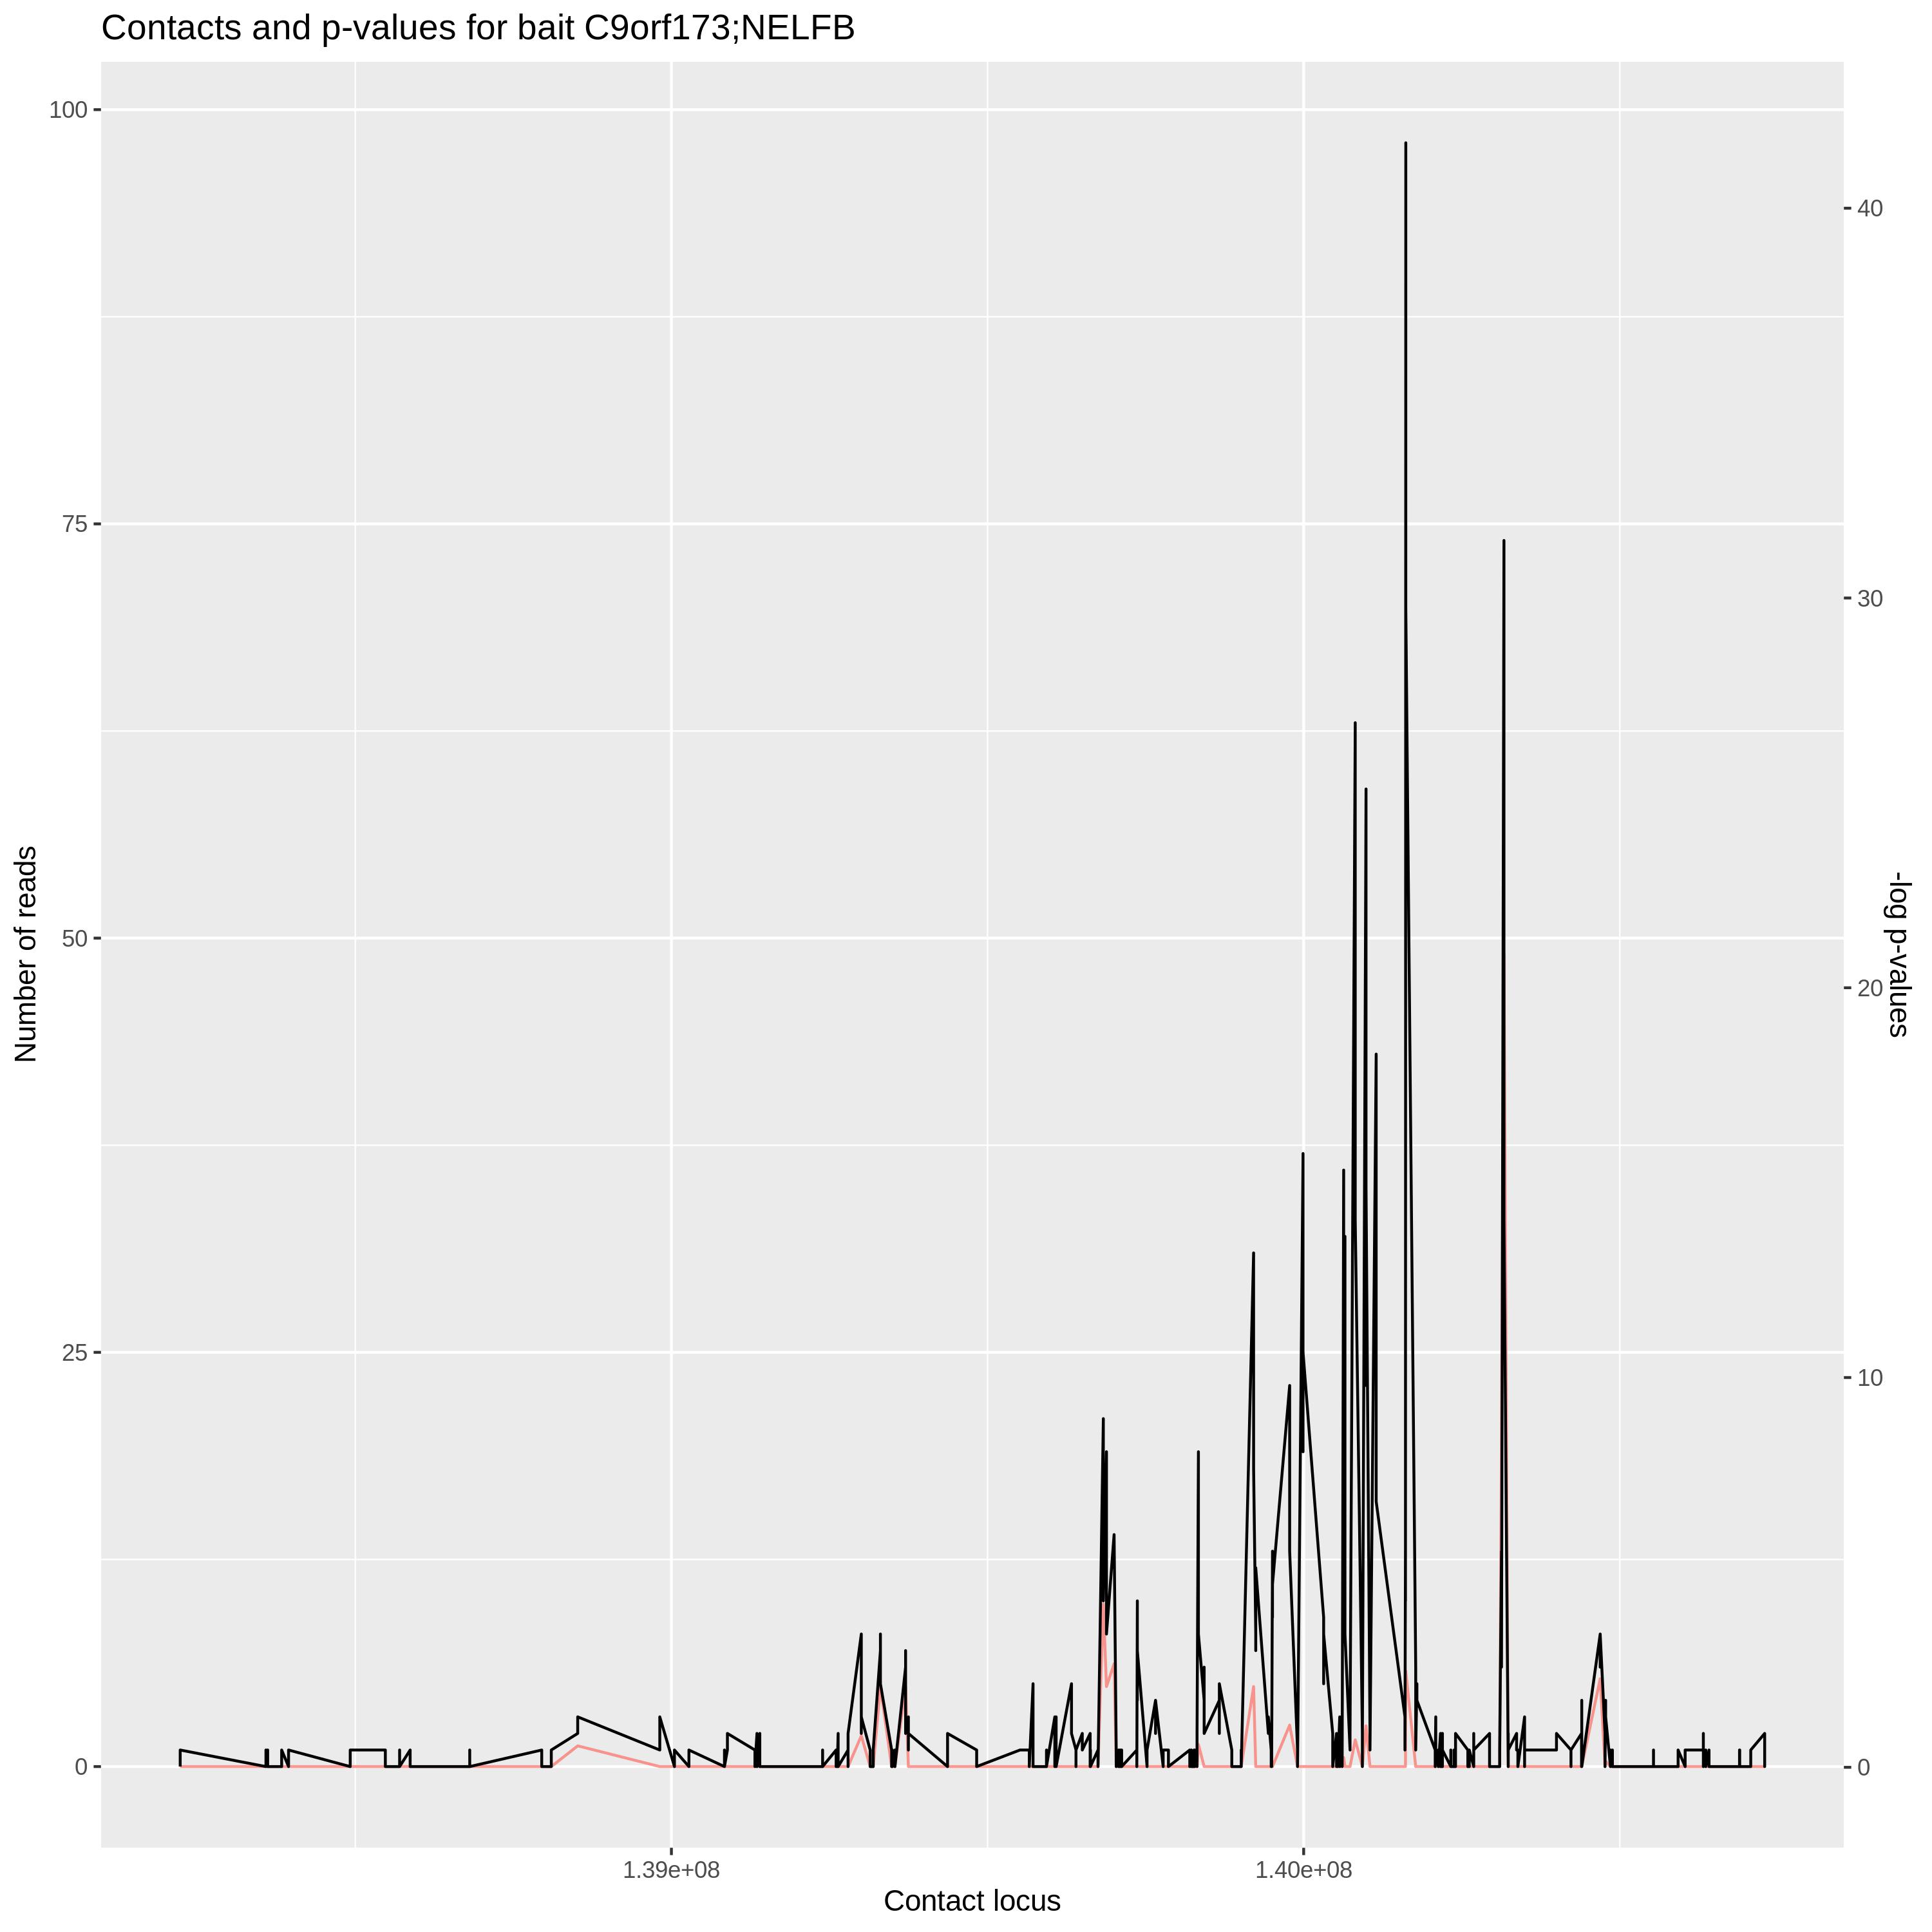 Contacts and p-values for bait C9orf173;NELFB
100
75
50
25
0
Number of reads
40
30
20
10
0
-log p-values
1.39e+08
1.40e+08
Contact locus